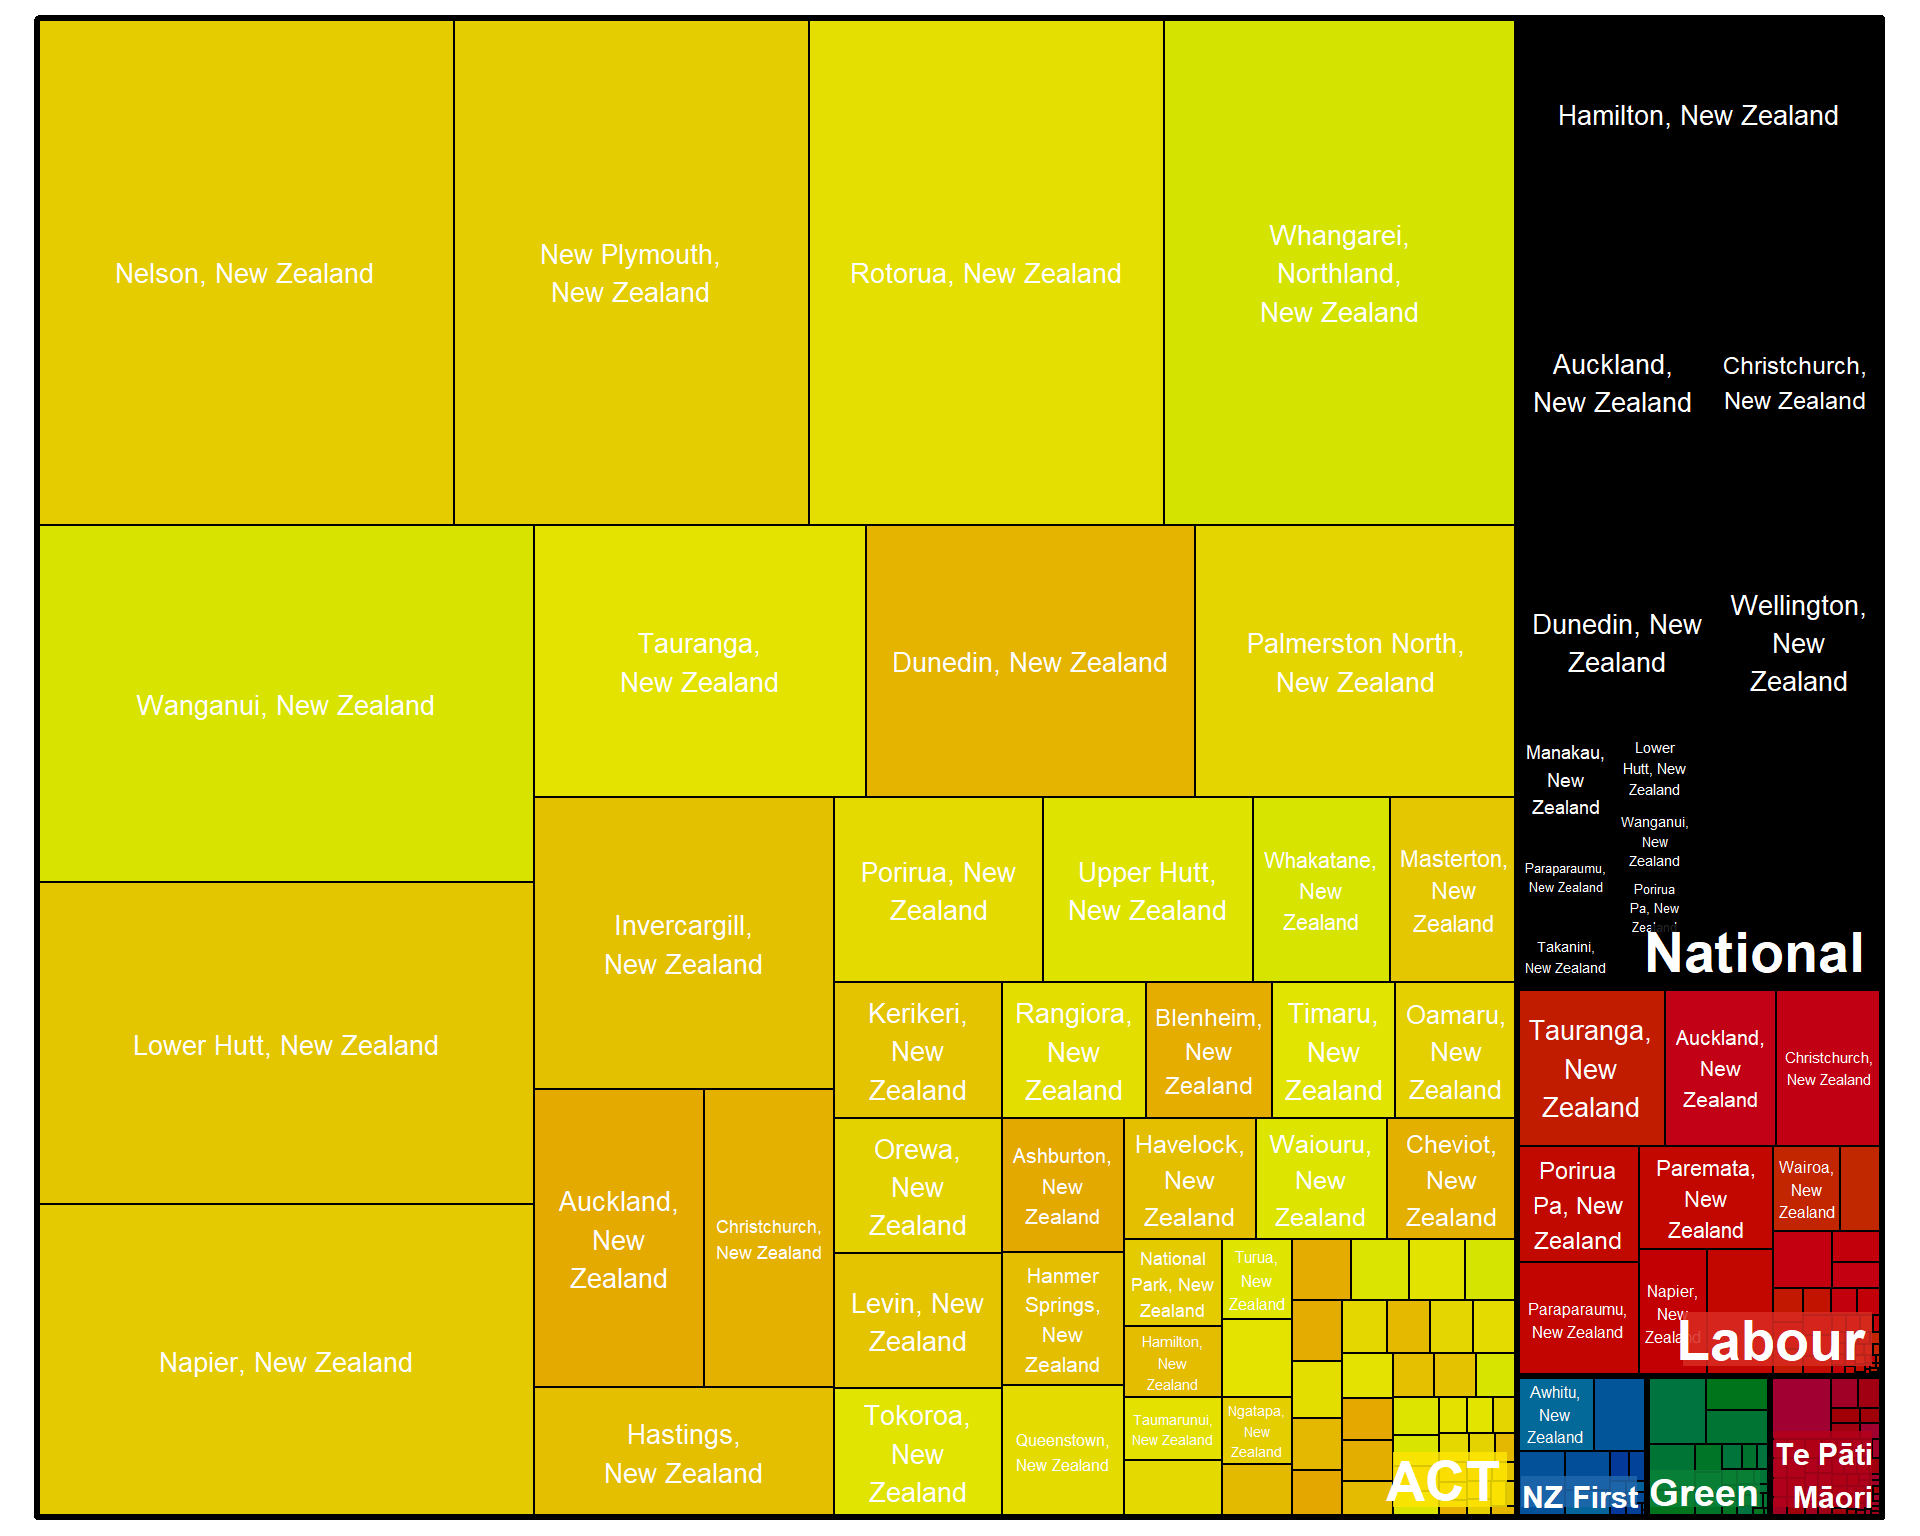 Nelson, New Zealand
New Plymouth,
New Zealand
Rotorua, New Zealand
Whangarei,
Northland,
New Zealand
Wanganui, New Zealand
Tauranga,
New Zealand
Dunedin, New Zealand
Palmerston North,
New Zealand
Lower Hutt, New Zealand
Napier, New Zealand
Invercargill,
New Zealand
Auckland,
New
Zealand
Christchurch,
New Zealand
Hastings,
New Zealand
Porirua, New
Zealand
Upper Hutt,
New Zealand
Whakatane,
New
Zealand
Masterton,
New
Zealand
Kerikeri,
New
Zealand
Rangiora,
New
Zealand
Blenheim,
New
Zealand
Timaru,
New
Zealand
Oamaru,
New
Zealand
Orewa,
New
Zealand
Ashburton,
New
Zealand
Havelock,
New
Zealand
Waiouru,
New
Zealand
Cheviot,
New
Zealand
Levin, New
Zealand
Hanmer
Springs,
New
Zealand
National
Park, New
Zealand
Turua,
New
Zealand
Hamilton,
New
Zealand
Tokoroa,
New
Zealand
Queenstown,
New Zealand
Taumarunui,
New Zealand
Ngatapa,
New
Zealand
ACT
Hamilton, New Zealand
Auckland,
New Zealand
Christchurch,
New Zealand
Dunedin, New
Zealand
Wellington,
New
Zealand
Manakau,
New
Zealand
Lower
Hutt, New
Zealand
Wanganui,
New
Zealand
Paraparaumu,
New Zealand
Porirua
Pa, New
Zealand
Takanini,
New Zealand
National
Tauranga,
New
Zealand
Auckland,
New
Zealand
Christchurch,
New Zealand
Porirua
Pa, New
Zealand
Paremata,
New
Zealand
Wairoa,
New
Zealand
Paraparaumu,
New Zealand
Napier,
New
Zealand
Labour
Awhitu,
New
Zealand
NZ First
Green
Te Pāti
Māori